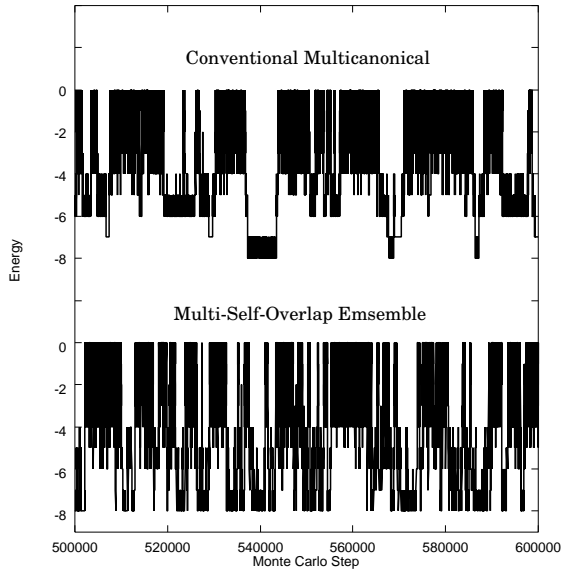 Conventional Multicanonical
0
-2
-4
-6
-8
Energy
Multi-Self-Overlap Emsemble
0
-2
-4
-6
-8
500000 520000 540000 560000 580000 600000
Monte Carlo Step